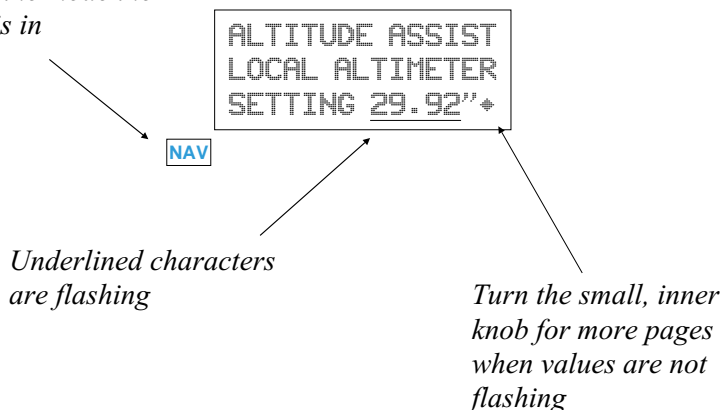 is in
ALTITUDE ASSIST
LOCAL ALTIMETER
SETTING 29.92"◆
NAV
Underlined characters
are flashing
Turn the small, inner
knob for more pages
when values are not
flashing